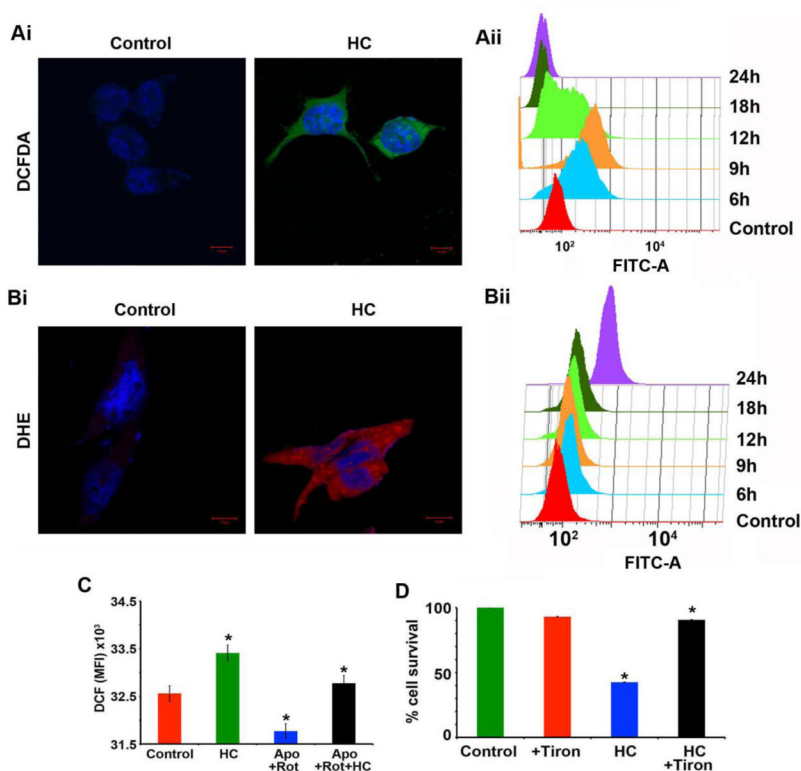 Ai
Control
HC
DCFDA
Aii
24h
18h
12h
9h
6h
Control
10²
10⁴
FITC-A
Bi
Control
HC
DHE
Bii
24h
18h
12h
9h
6h
Control
10²
10⁴
FITC-A
C
DCF (MFI) x10³
34.5
33.5
32.5
31.5
*
*
*
Control
HC
Apo
+Rot
Apo
+Rot+HC
D
% cell survival
100
50
0
*
*
Control
+Tiron
HC
HC
+Tiron